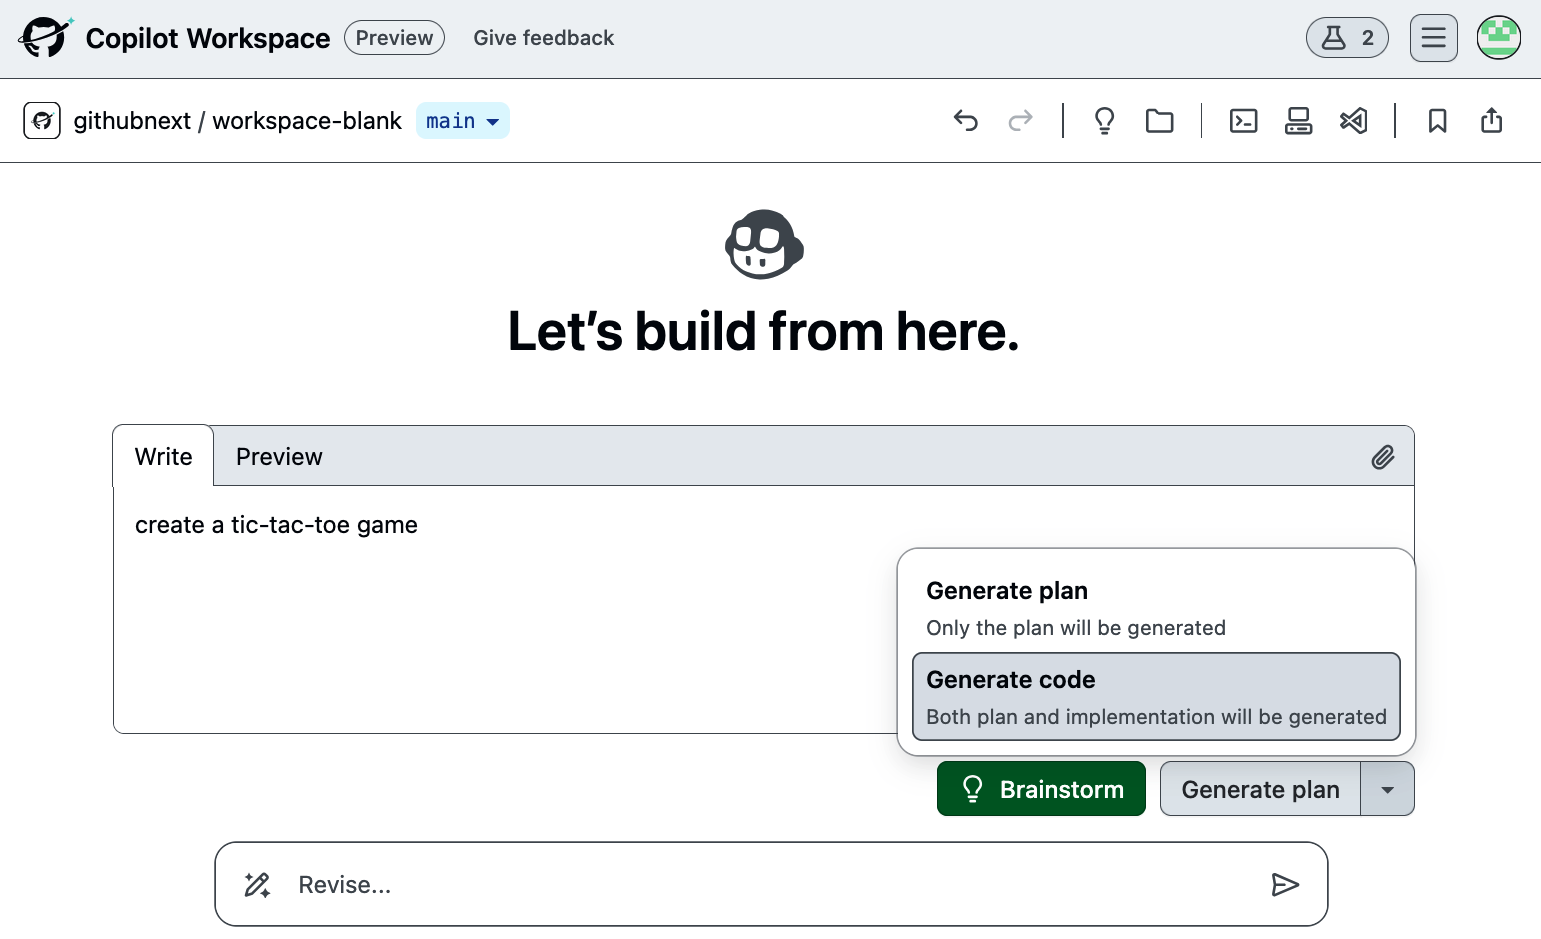 Copilot Workspace Preview Give feedback 2
githubnext / workspace-blank main
Let’s build from here.
Write Preview
create a tic-tac-toe game
Generate plan
Only the plan will be generated
Generate code
Both plan and implementation will be generated
Brainstorm Generate plan
Revise...